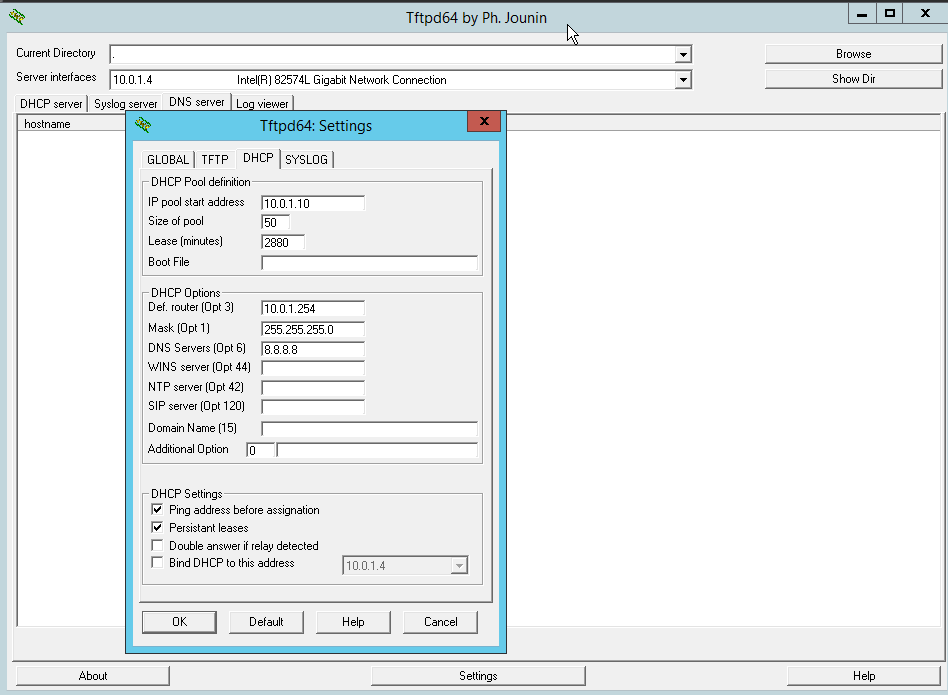 Tftpd64 by Ph. Jounin
Current Directory .
Browse
Server interfaces 10.0.1.4 Intel(R) 82574L Gigabit Network Connection
Show Dir
DHCP server Syslog server DNS server Log viewer
hostname
Tftpd64: Settings
GLOBAL TFTP DHCP SYSLOG
DHCP Pool definition
IP pool start address 10.0.1.10
Size of pool 50
Lease (minutes) 2880
Boot File
DHCP Options
Def. router (Opt 3) 10.0.1.254
Mask (Opt 1) 255.255.255.0
DNS Servers (Opt 6) 8.8.8.8
WINS server (Opt 44)
NTP server (Opt 42)
SIP server (Opt 120)
Domain Name (15)
Additional Option 0
DHCP Settings
Ping address before assignation
Persistant leases
Double answer if relay detected
Bind DHCP to this address 10.0.1.4
OK Default Help Cancel
About Settings Help